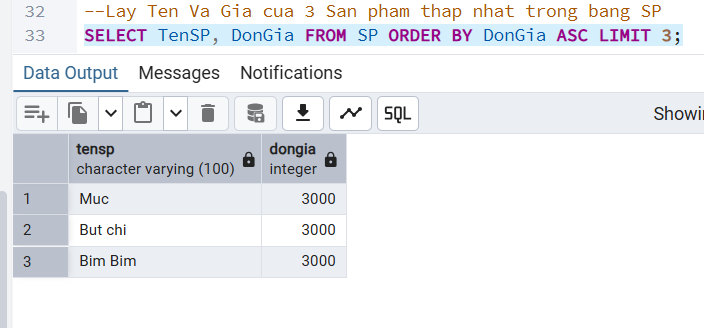 32 --Lay Ten Va Gia cua 3 San pham thap nhat trong bang SP
33 SELECT TenSP, DonGia FROM SP ORDER BY DonGia ASC LIMIT 3;
Data Output Messages Notifications
SQL Showin
tensp dongia
character varying (100) integer
1 Muc 3000
2 But chi 3000
3 Bim Bim 3000